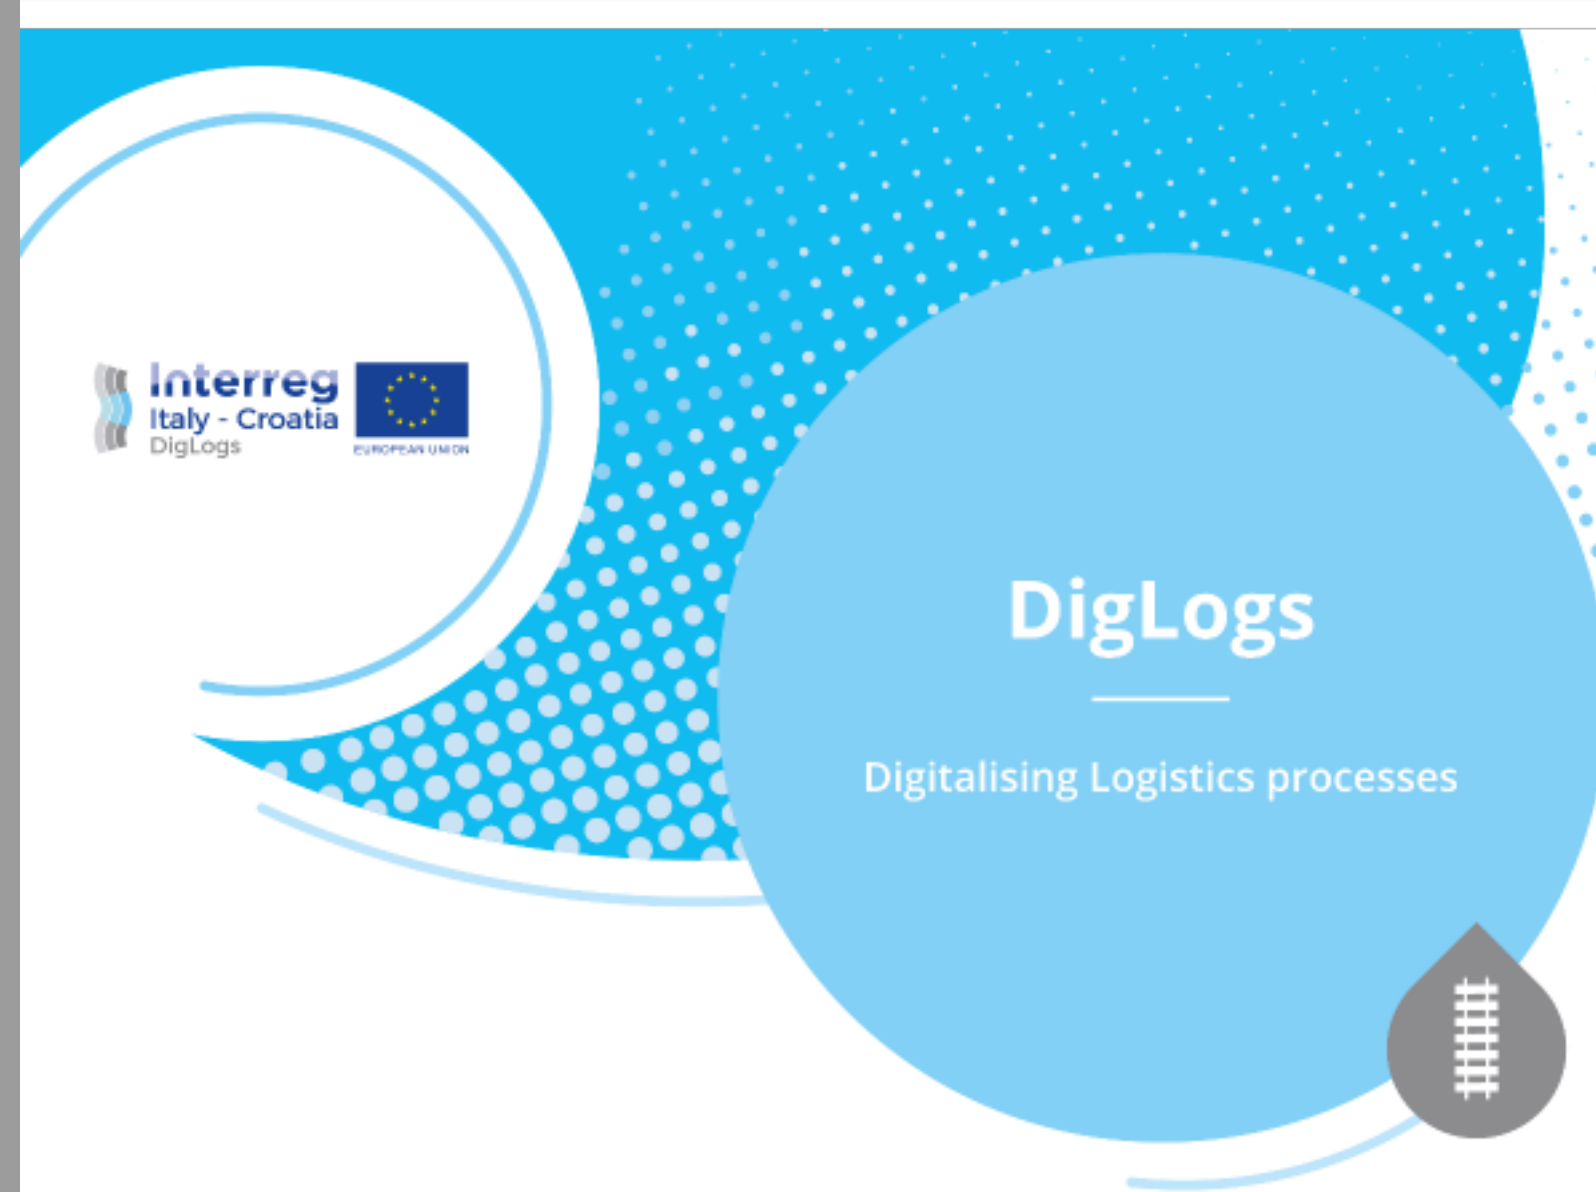 Interreg
Italy - Croatia
DigLogs
EUROPEAN UNION
DigLogs
Digitalising Logistics processes